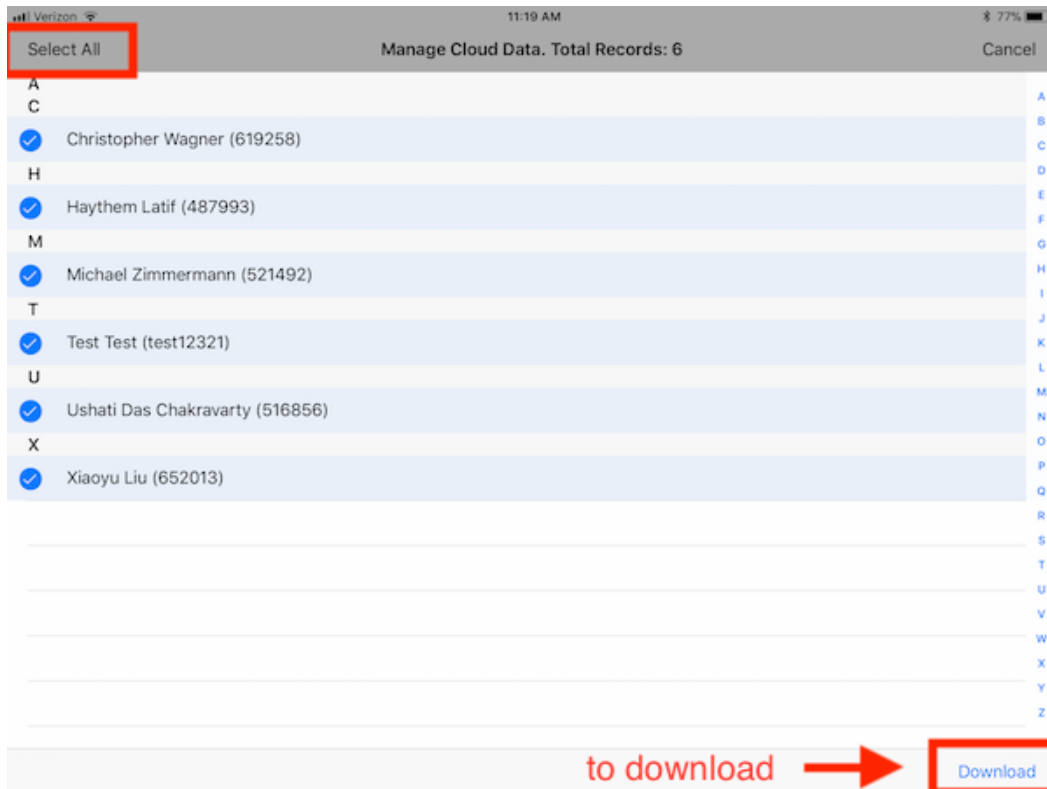 Verizon 11:19 AM 77%
Select All Manage Cloud Data. Total Records: 6 Cancel
A
C
Christopher Wagner (619258)
H
Haythem Latif (487993)
M
Michael Zimmermann (521492)
T
Test Test (test12321)
U
Ushati Das Chakravarty (516856)
X
Xiaoyu Liu (652013)
A
B
C
D
E
F
G
H
I
J
K
L
M
N
O
P
Q
R
S
T
U
V
W
X
Y
Z
to download Download